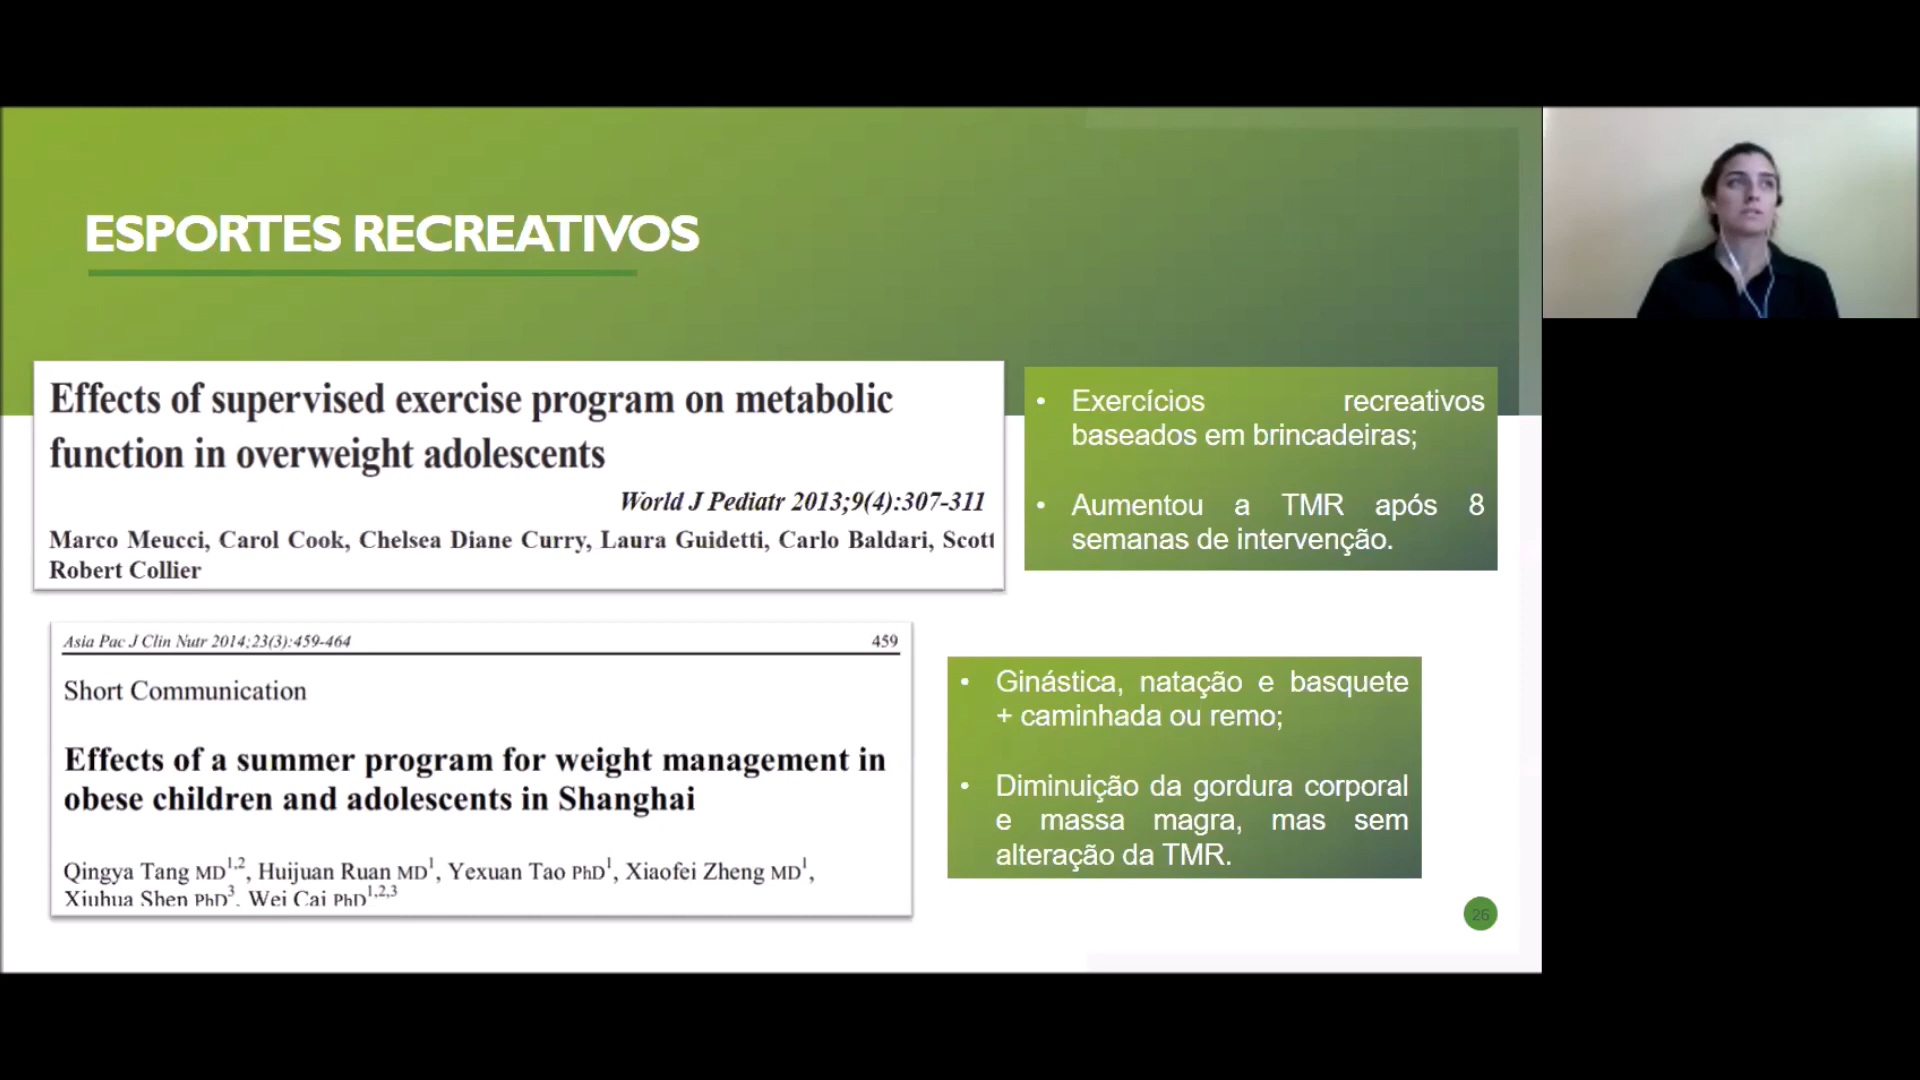 ESPORTES RECREATIVOS
Effects of supervised exercise program on metabolic
function in overweight adolescents
World J Pediatr 2013;9(4):307-311
Marco Meucci, Carol Cook, Chelsea Diane Curry, Laura Guidetti, Carlo Baldari, Scott
Robert Collier
• Exercícios recreativos
baseados em brincadeiras;
• Aumentou a TMR após 8
semanas de intervenção.
Asia Pac J Clin Nutr 2014;23(3):459-464 459
Short Communication
Effects of a summer program for weight management in
obese children and adolescents in Shanghai
Qingya Tang MD1,2, Huijuan Ruan MD1, Yexuan Tao PhD1, Xiaofei Zheng MD1,
Xiuhua Shen PhD3, Wei Cai PhD1,2,3
• Ginástica, natação e basquete
+ caminhada ou remo;
• Diminuição da gordura corporal
e massa magra, mas sem
alteração da TMR.
26